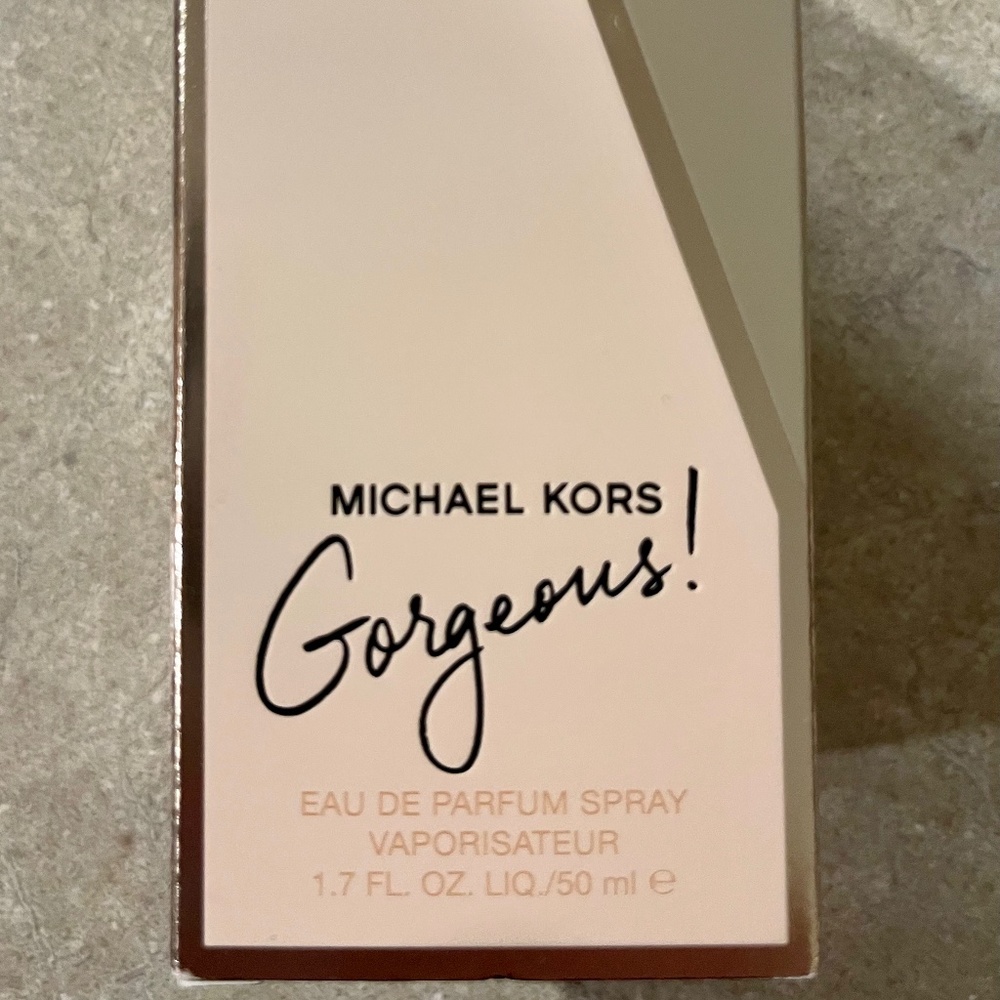 MICHAEL KORS
Gorgeous!
EAU DE PARFUM SPRAY
VAPORISATEUR
1.7 FL. OZ. LIQ./50 ml ℮